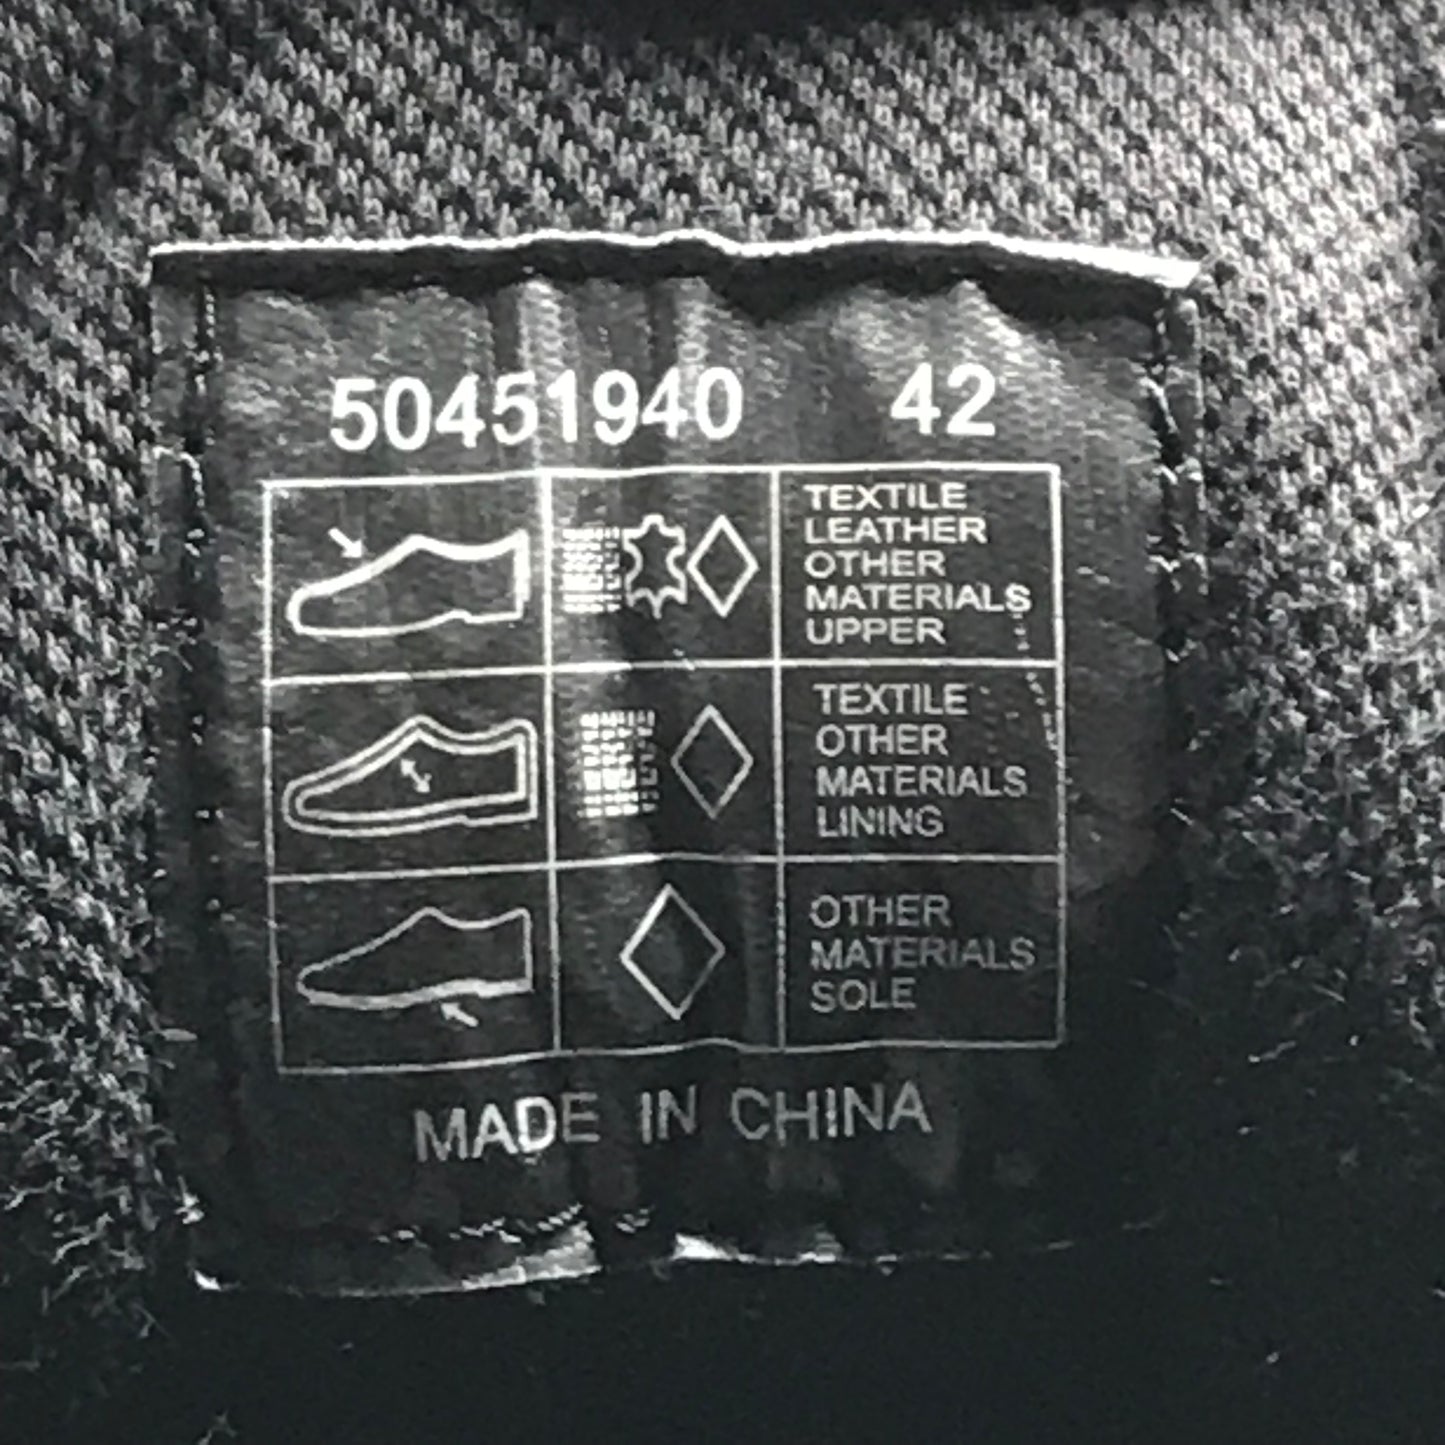 50451940 42
TEXTILE
LEATHER
OTHER
MATERIALS
UPPER
TEXTILE
OTHER
MATERIALS
LINING
OTHER
MATERIALS
SOLE
MADE IN CHINA